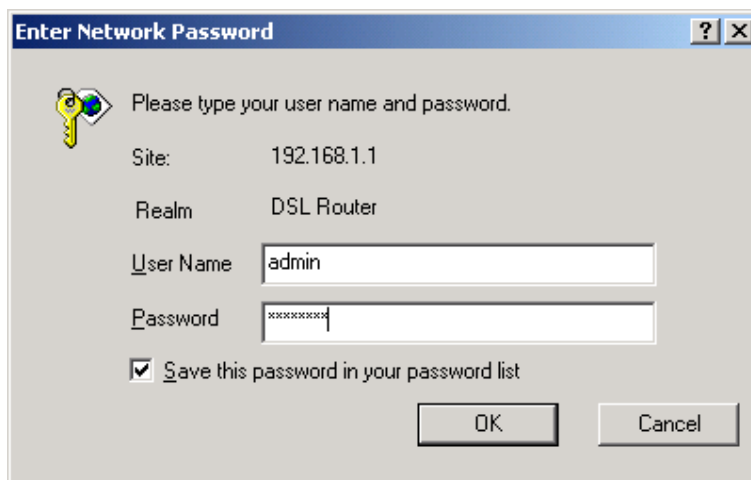 Enter Network Password
Please type your user name and password.
Site: 192.168.1.1
Realm DSL Router
User Name admin
Password ********
Save this password in your password list
OK Cancel